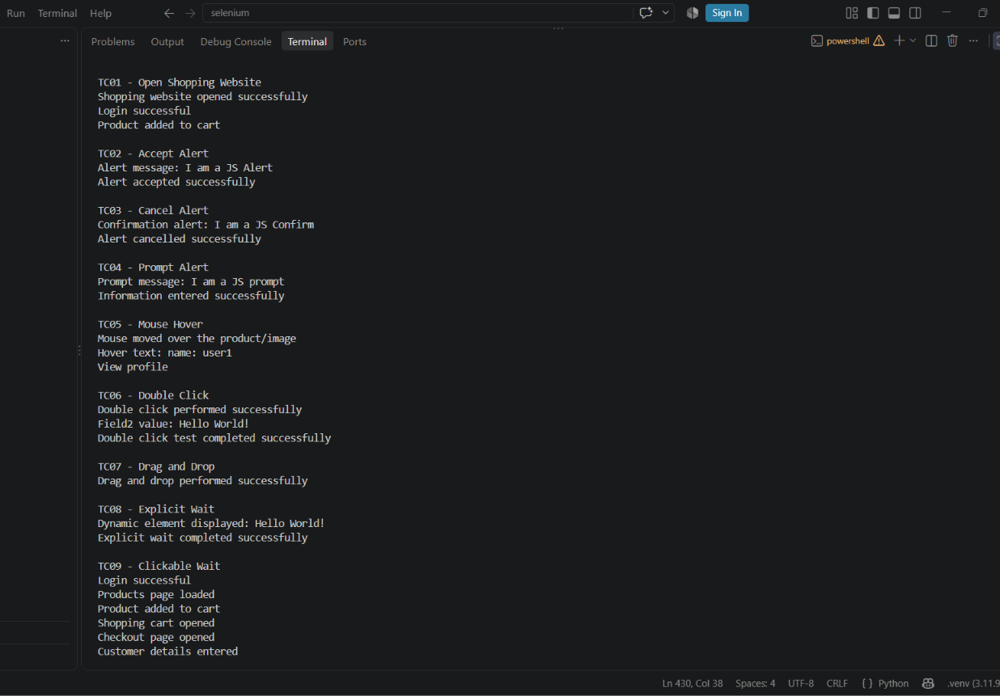 Run Terminal Help selenium Sign In
Problems Output Debug Console Terminal Ports powershell
TC01 - Open Shopping Website
Shopping website opened successfully
Login successful
Product added to cart
TC02 - Accept Alert
Alert message: I am a JS Alert
Alert accepted successfully
TC03 - Cancel Alert
Confirmation alert: I am a JS Confirm
Alert cancelled successfully
TC04 - Prompt Alert
Prompt message: I am a JS prompt
Information entered successfully
TC05 - Mouse Hover
Mouse moved over the product/image
Hover text: name: user1
View profile
TC06 - Double Click
Double click performed successfully
Field2 value: Hello World!
Double click test completed successfully
TC07 - Drag and Drop
Drag and drop performed successfully
TC08 - Explicit Wait
Dynamic element displayed: Hello World!
Explicit wait completed successfully
TC09 - Clickable Wait
Login successful
Products page loaded
Product added to cart
Shopping cart opened
Checkout page opened
Customer details entered
Ln 430, Col 38 Spaces: 4 UTF-8 CRLF { } Python .venv (3.11.9